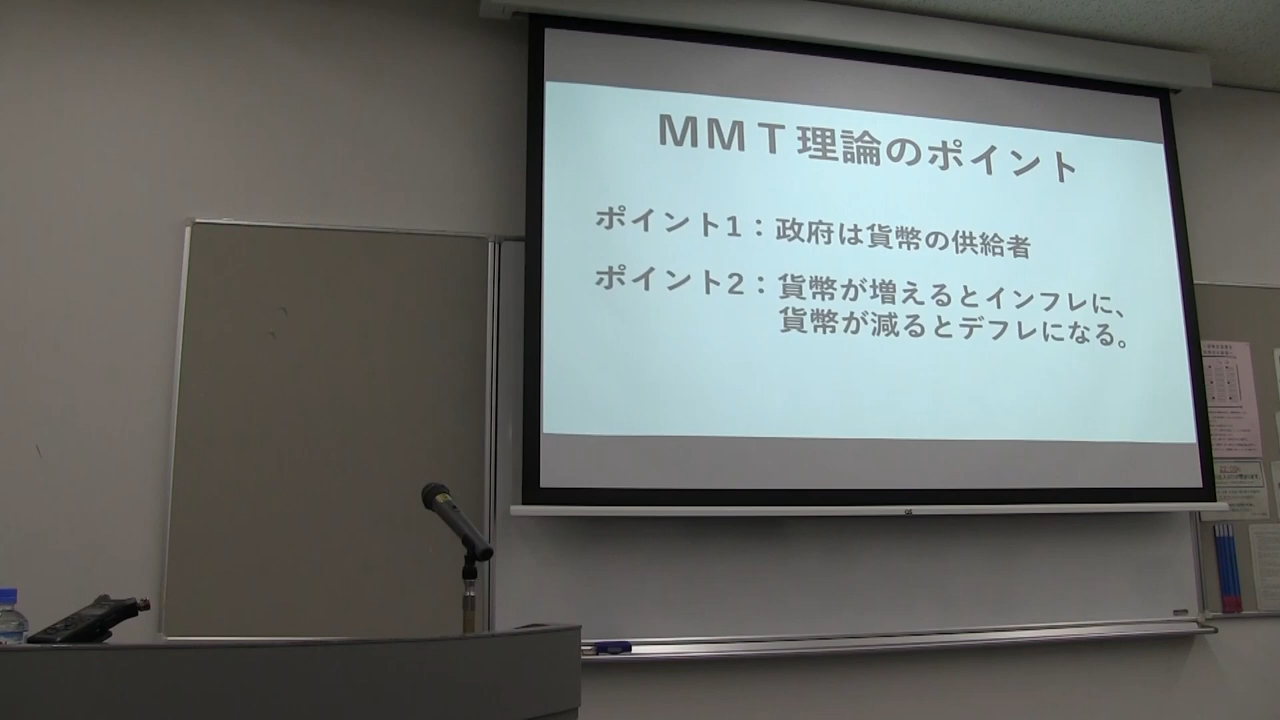 ＭＭＴ理論のポイント
ポイント1：政府は貨幣の供給者
ポイント2：貨幣が増えるとインフレに、
貨幣が減るとデフレになる。